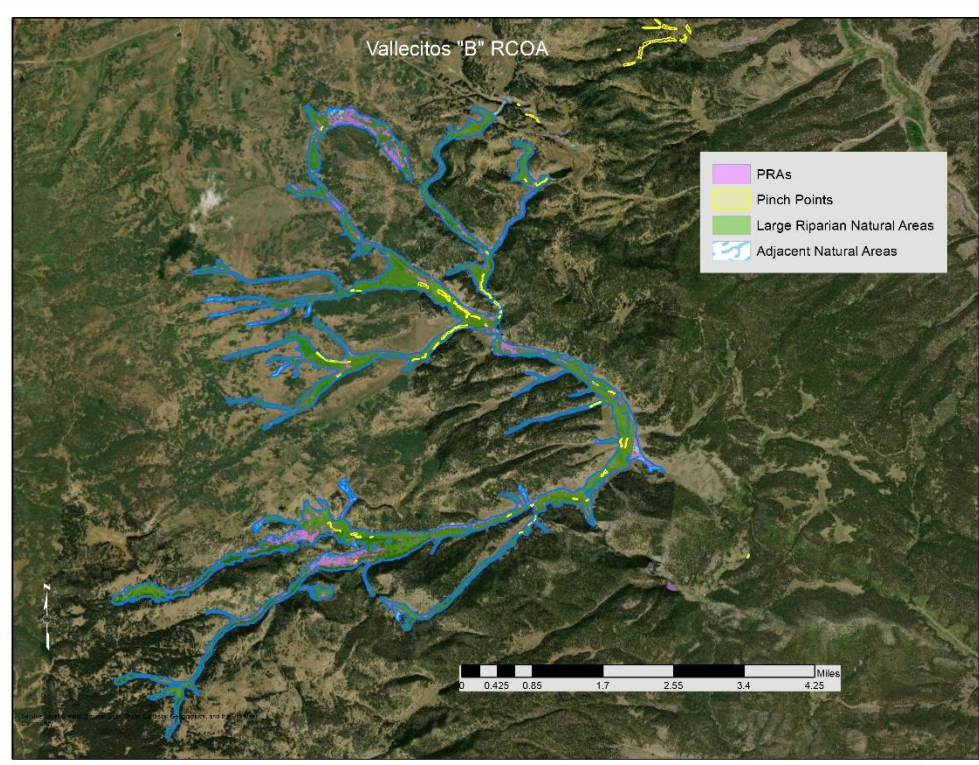 Vallecitos "B" RCOA
PRAs
Pinch Points
Large Riparian Natural Areas
Adjacent Natural Areas
Miles
0 0.425 0.85 1.7 2.55 3.4 4.25